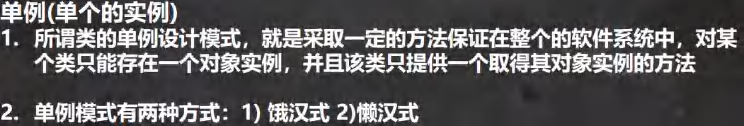 单例(单个的实例)
1. 所谓类的单例设计模式，就是采取一定的方法保证在整个的软件系统中，对某
个类只能存在一个对象实例，并且该类只提供一个取得其对象实例的方法
2. 单例模式有两种方式：1) 饿汉式 2)懒汉式